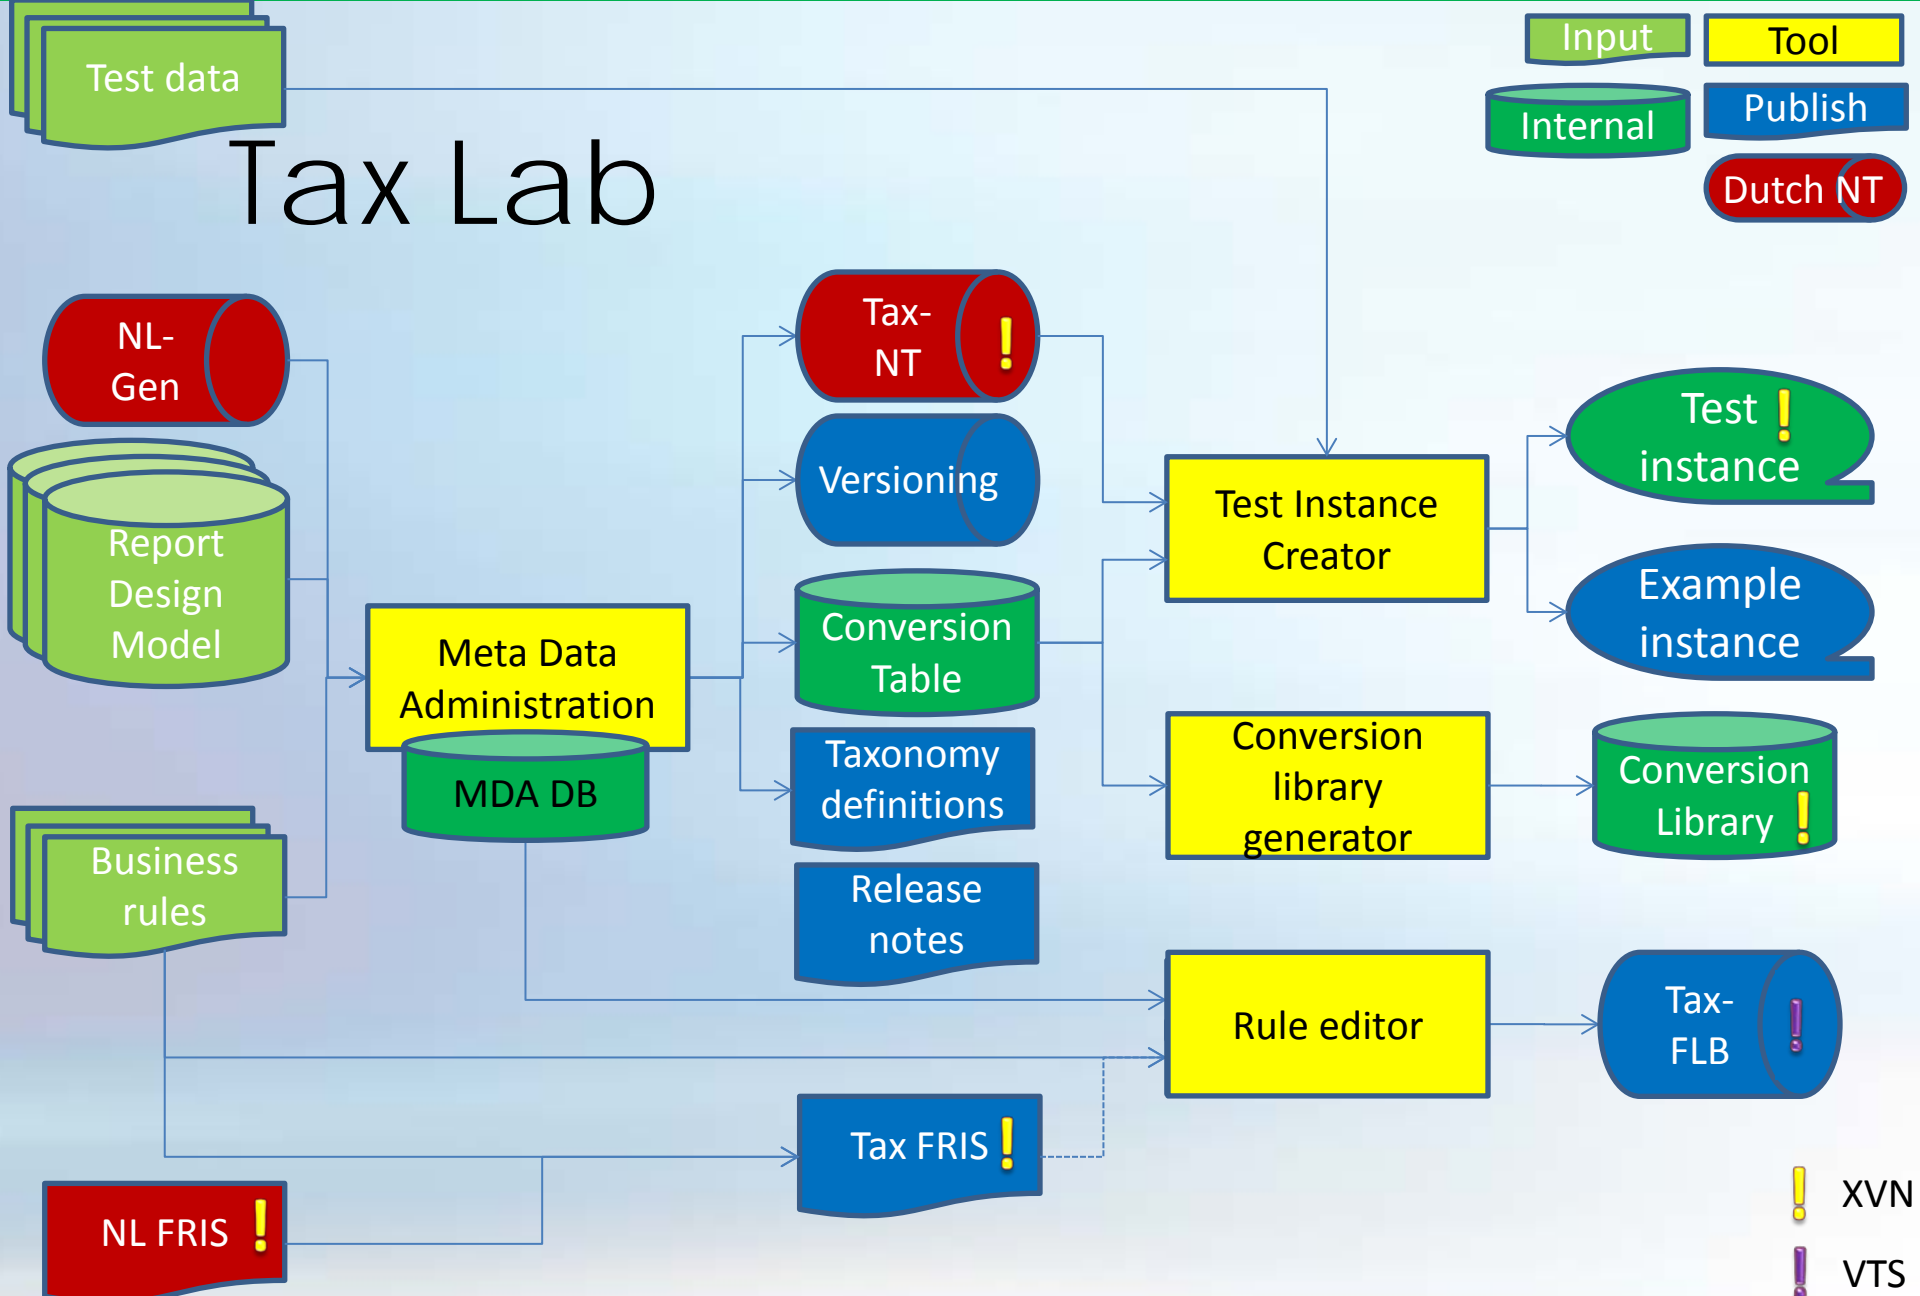 Test data
Input
Tool
Internal
Publish
Dutch NT
Tax Lab
NL-
Gen
Report
Design
Model
Business
rules
NL FRIS
Meta Data
Administration
MDA DB
Tax-
NT
Versioning
Conversion
Table
Taxonomy
definitions
Release
notes
Tax FRIS
Test Instance
Creator
Conversion
library
generator
Rule editor
Test
instance
Example
instance
Conversion
Library
Tax-
FLB
XVN
VTS